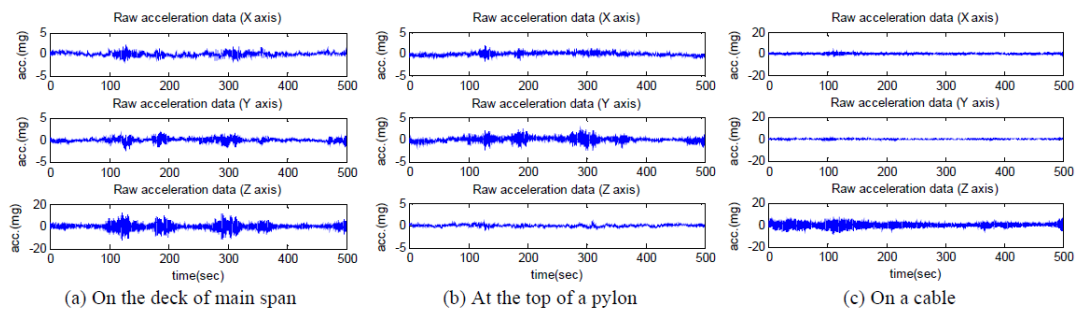 Raw acceleration data (X axis)
acc.(mg)
5
0
-5
0 100 200 300 400 500
Raw acceleration data (Y axis)
acc.(mg)
5
0
-5
0 100 200 300 400 500
Raw acceleration data (Z axis)
acc.(mg)
20
0
-20
0 100 200 300 400 500
time(sec)
(a) On the deck of main span
Raw acceleration data (X axis)
acc.(mg)
5
0
-5
0 100 200 300 400 500
Raw acceleration data (Y axis)
acc.(mg)
5
0
-5
0 100 200 300 400 500
Raw acceleration data (Z axis)
acc.(mg)
5
0
-5
0 100 200 300 400 500
time(sec)
(b) At the top of a pylon
Raw acceleration data (X axis)
acc.(mg)
20
0
-20
0 100 200 300 400 500
Raw acceleration data (Y axis)
acc.(mg)
20
0
-20
0 100 200 300 400 500
Raw acceleration data (Z axis)
acc.(mg)
20
0
-20
0 100 200 300 400 500
time(sec)
(c) On a cable